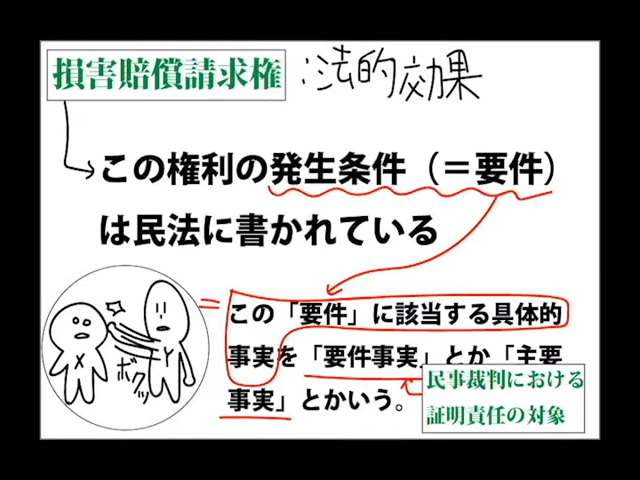 損害賠償請求権
:法的効果
この権利の発生条件（＝要件）
は民法に書かれている
この「要件」に該当する具体的
事実を「要件事実」とか「主要
事実」とかいう。
ボクッ
X
Y
民事裁判における
証明責任の対象